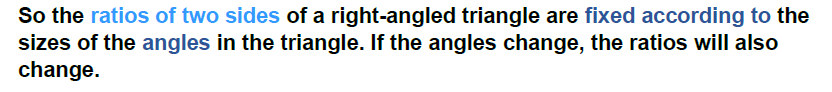 So the ratios of two sides of a right-angled triangle are fixed according to the
sizes of the angles in the triangle. If the angles change, the ratios will also
change.